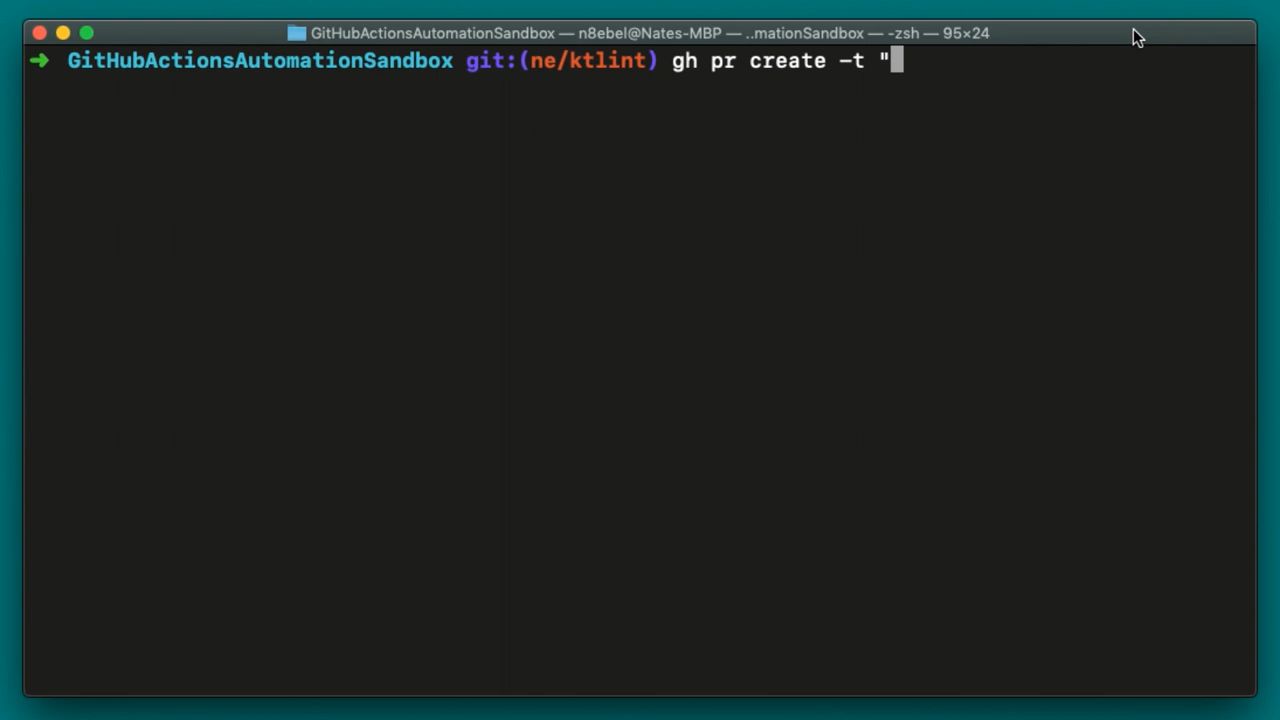 GitHubActionsAutomationSandbox — n8ebel@Nates-MBP — ..mationSandbox — -zsh — 95×24
➜ GitHubActionsAutomationSandbox git:(ne/ktlint) gh pr create -t "